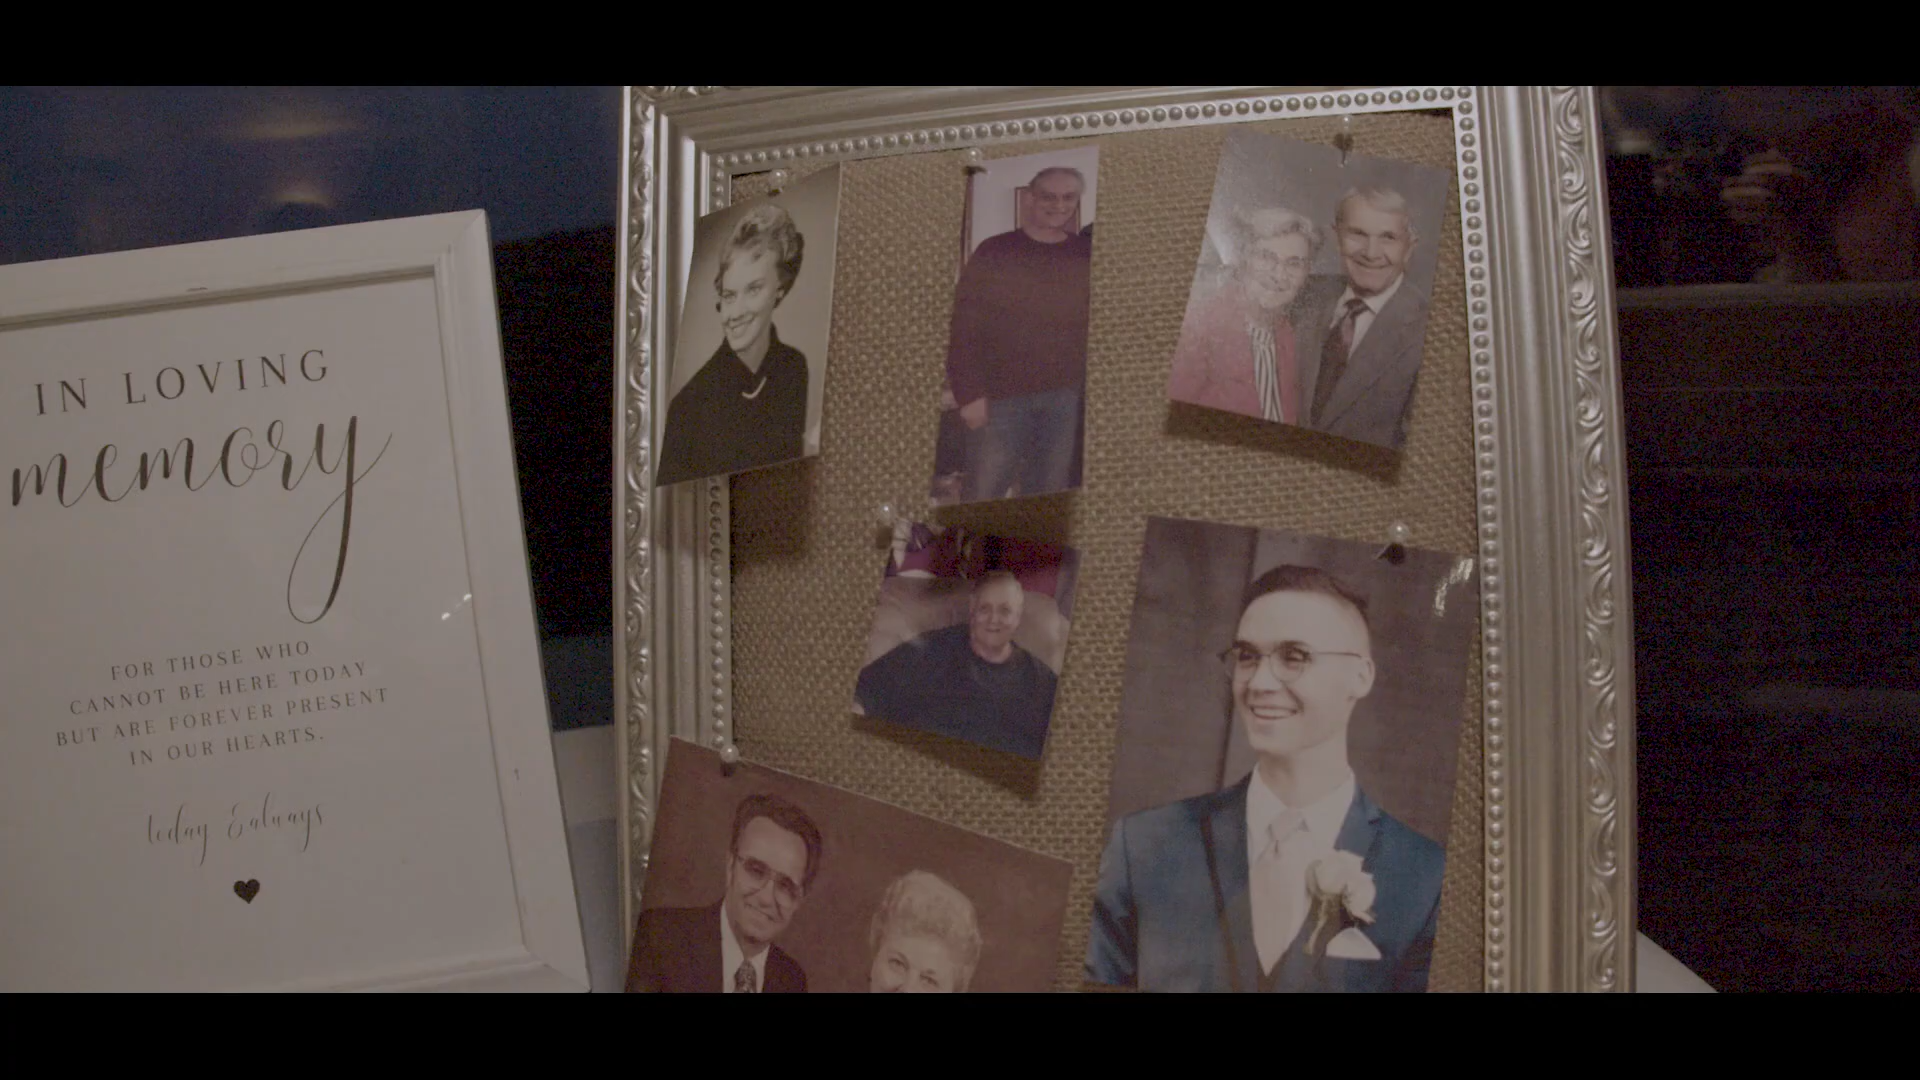 IN LOVING
memory
FOR THOSE WHO
CANNOT BE HERE TODAY
BUT ARE FOREVER PRESENT
IN OUR HEARTS.
today & always